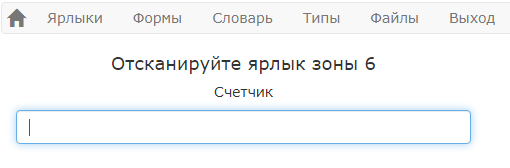 Ярлыки Формы Словарь Типы Файлы Выход
Отсканируйте ярлык зоны 6
Счетчик